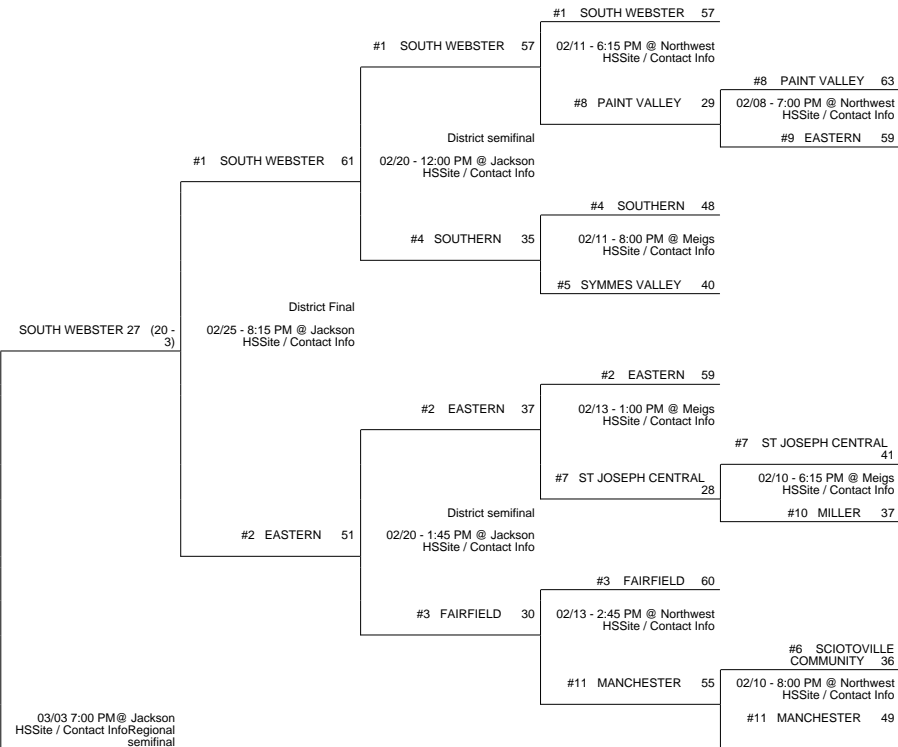 #1 SOUTH WEBSTER 57
#1 SOUTH WEBSTER 57
02/11 - 6:15 PM @ Northwest
HSSite / Contact Info
#8 PAINT VALLEY 63
#8 PAINT VALLEY 29
02/08 - 7:00 PM @ Northwest
HSSite / Contact Info
#9 EASTERN 59
District semifinal
02/20 - 12:00 PM @ Jackson
HSSite / Contact Info
#1 SOUTH WEBSTER 61
#4 SOUTHERN 48
#4 SOUTHERN 35
02/11 - 8:00 PM @ Meigs
HSSite / Contact Info
#5 SYMMES VALLEY 40
District Final
02/25 - 8:15 PM @ Jackson
HSSite / Contact Info
SOUTH WEBSTER 27 (20 -
3)
#2 EASTERN 59
#2 EASTERN 37
02/13 - 1:00 PM @ Meigs
HSSite / Contact Info
#7 ST JOSEPH CENTRAL
41
#7 ST JOSEPH CENTRAL
28
02/10 - 6:15 PM @ Meigs
HSSite / Contact Info
#10 MILLER 37
District semifinal
02/20 - 1:45 PM @ Jackson
HSSite / Contact Info
#2 EASTERN 51
#3 FAIRFIELD 60
#3 FAIRFIELD 30
02/13 - 2:45 PM @ Northwest
HSSite / Contact Info
#6 SCIOTOVILLE
COMMUNITY 36
#11 MANCHESTER 55
02/10 - 8:00 PM @ Northwest
HSSite / Contact Info
#11 MANCHESTER 49
03/03 7:00 PM@ Jackson
HSSite / Contact InfoRegional
semifinal